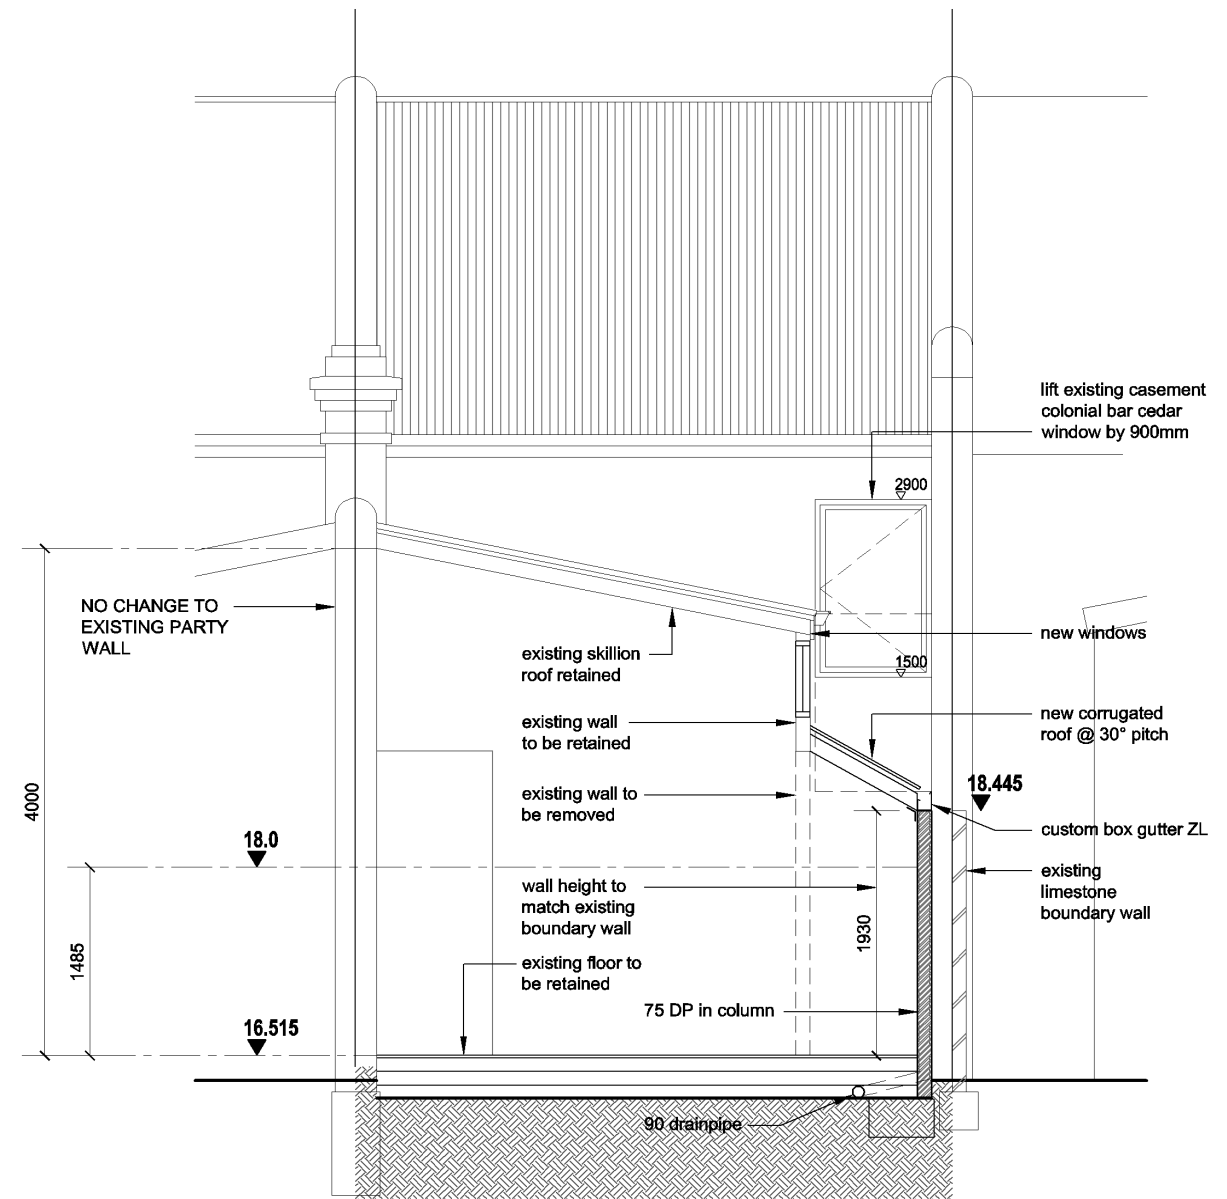 lift existing casement
colonial bar cedar
window by 900mm
2900
NO CHANGE TO
EXISTING PARTY
WALL
new windows
existing skillion
roof retained
1500
existing wall
to be retained
new corrugated
roof @ 30° pitch
4000
existing wall to
be removed
18.445
18.0
custom box gutter ZL
existing
limestone
boundary wall
wall height to
match existing
boundary wall
1930
1485
existing floor to
be retained
75 DP in column
16.515
90 drainpipe